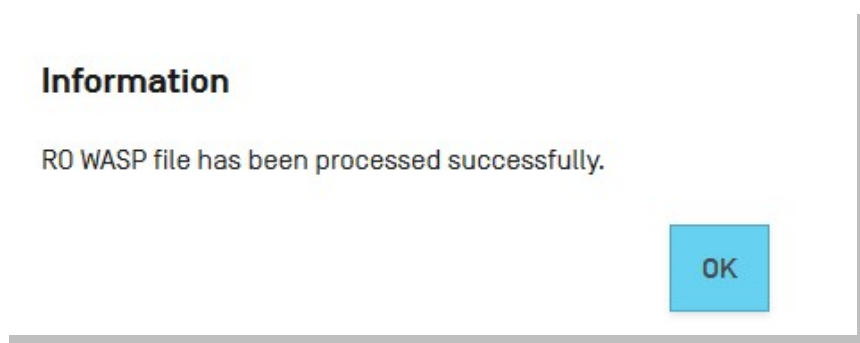 Information
RO WASP file has been processed successfully.
OK